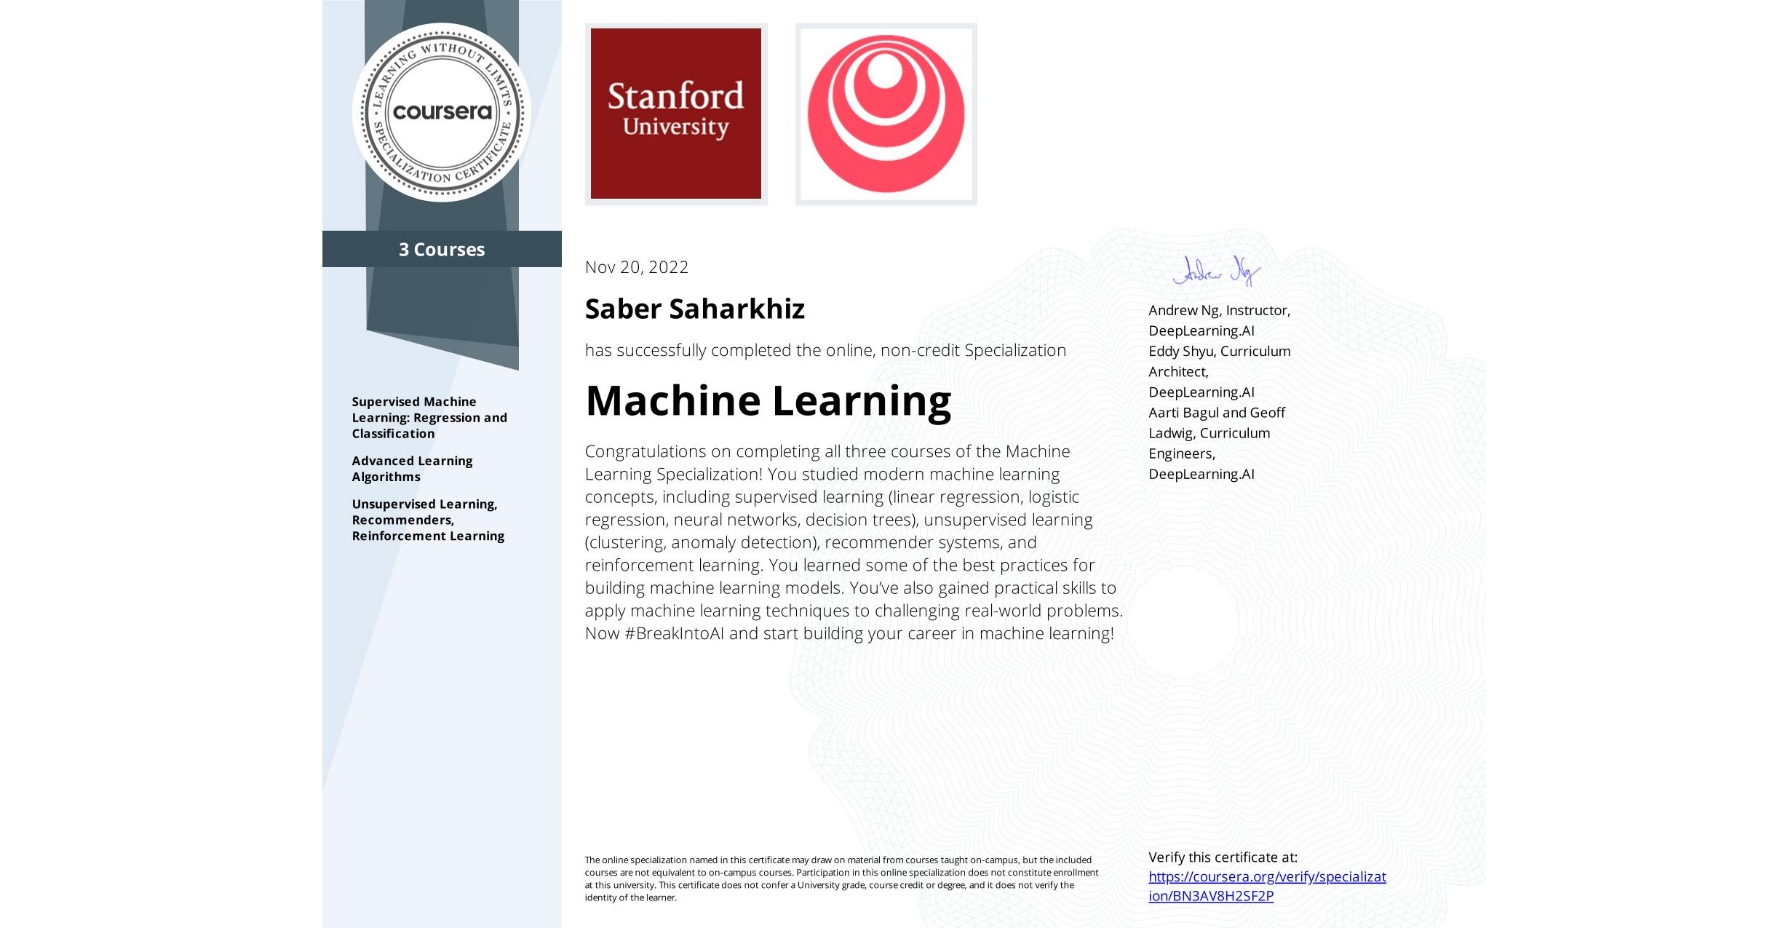 LEARNING WITHOUT LIMITS
coursera
SPECIALIZATION CERTIFICATE
3 Courses
Supervised Machine
Learning: Regression and
Classification
Advanced Learning
Algorithms
Unsupervised Learning,
Recommenders,
Reinforcement Learning
Stanford
University
Nov 20, 2022
Saber Saharkhiz
has successfully completed the online, non-credit Specialization
Machine Learning
Congratulations on completing all three courses of the Machine
Learning Specialization! You studied modern machine learning
concepts, including supervised learning (linear regression, logistic
regression, neural networks, decision trees), unsupervised learning
(clustering, anomaly detection), recommender systems, and
reinforcement learning. You learned some of the best practices for
building machine learning models. You’ve also gained practical skills to
apply machine learning techniques to challenging real-world problems.
Now #BreakIntoAI and start building your career in machine learning!
Andrew Ng
Andrew Ng, Instructor,
DeepLearning.AI
Eddy Shyu, Curriculum
Architect,
DeepLearning.AI
Aarti Bagul and Geoff
Ladwig, Curriculum
Engineers,
DeepLearning.AI
The online specialization named in this certificate may draw on material from courses taught on-campus, but the included
courses are not equivalent to on-campus courses. Participation in this online specialization does not constitute enrollment
at this university. This certificate does not confer a University grade, course credit or degree, and it does not verify the
identity of the learner.
Verify this certificate at:
https://coursera.org/verify/specializat
ion/BN3AV8H2SF2P